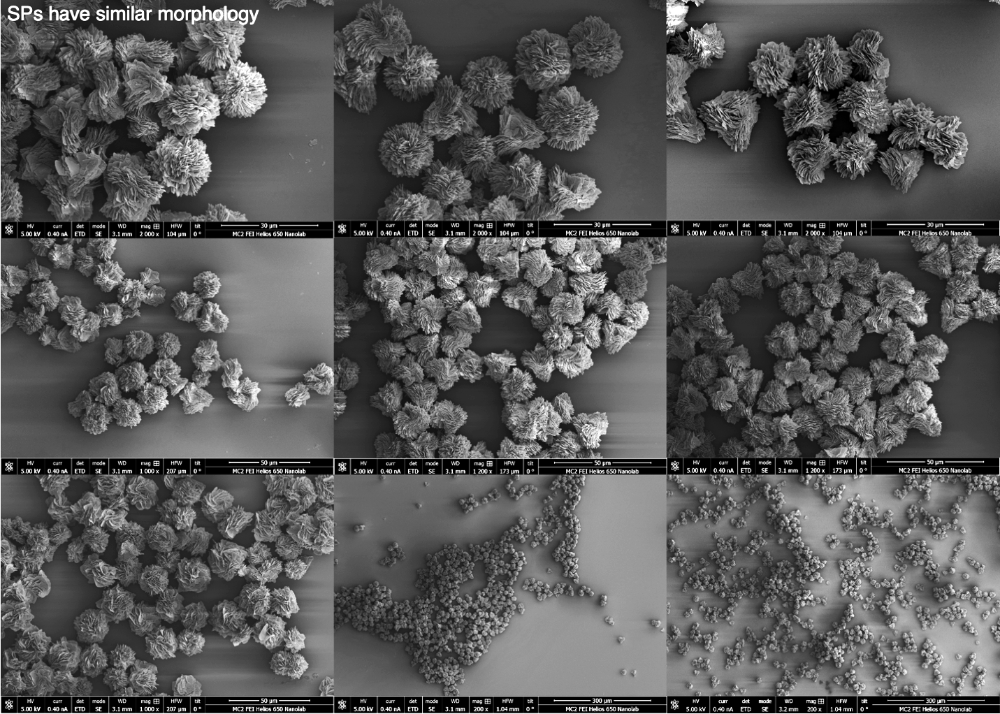 SPs have similar morphology
HV curr det mode WD mag HFW tilt 30 µm
5.00 kV 0.40 nA ETD SE 3.1 mm 2 000 x 104 µm 0 ° MC2 FEI Helios 650 Nanolab
HV curr det mode WD mag HFW tilt 30 µm
5.00 kV 0.40 nA ETD SE 3.1 mm 2 000 x 104 µm 0 ° MC2 FEI Helios 650 Nanolab
HV curr det mode WD mag HFW tilt 30 µm
5.00 kV 0.40 nA ETD SE 3.1 mm 2 000 x 104 µm 0 ° MC2 FEI Helios 650 Nanolab
HV curr det mode WD mag HFW tilt 50 µm
5.00 kV 0.40 nA ETD SE 3.1 mm 1 000 x 207 µm 0 ° MC2 FEI Helios 650 Nanolab
HV curr det mode WD mag HFW tilt 50 µm
5.00 kV 0.40 nA ETD SE 3.1 mm 1 200 x 173 µm 0 ° MC2 FEI Helios 650 Nanolab
HV curr det mode WD mag HFW tilt 50 µm
5.00 kV 0.40 nA ETD SE 3.1 mm 1 200 x 173 µm 0 ° MC2 FEI Helios 650 Nanolab
HV curr det mode WD mag HFW tilt 50 µm
5.00 kV 0.40 nA ETD SE 3.1 mm 1 000 x 207 µm 0 ° MC2 FEI Helios 650 Nanolab
HV curr det mode WD mag HFW tilt 300 µm
5.00 kV 0.40 nA ETD SE 3.1 mm 200 x 1.04 mm 0 ° MC2 FEI Helios 650 Nanolab
HV curr det mode WD mag HFW tilt 300 µm
5.00 kV 0.40 nA ETD SE 3.2 mm 200 x 1.04 mm 0 ° MC2 FEI Helios 650 Nanolab